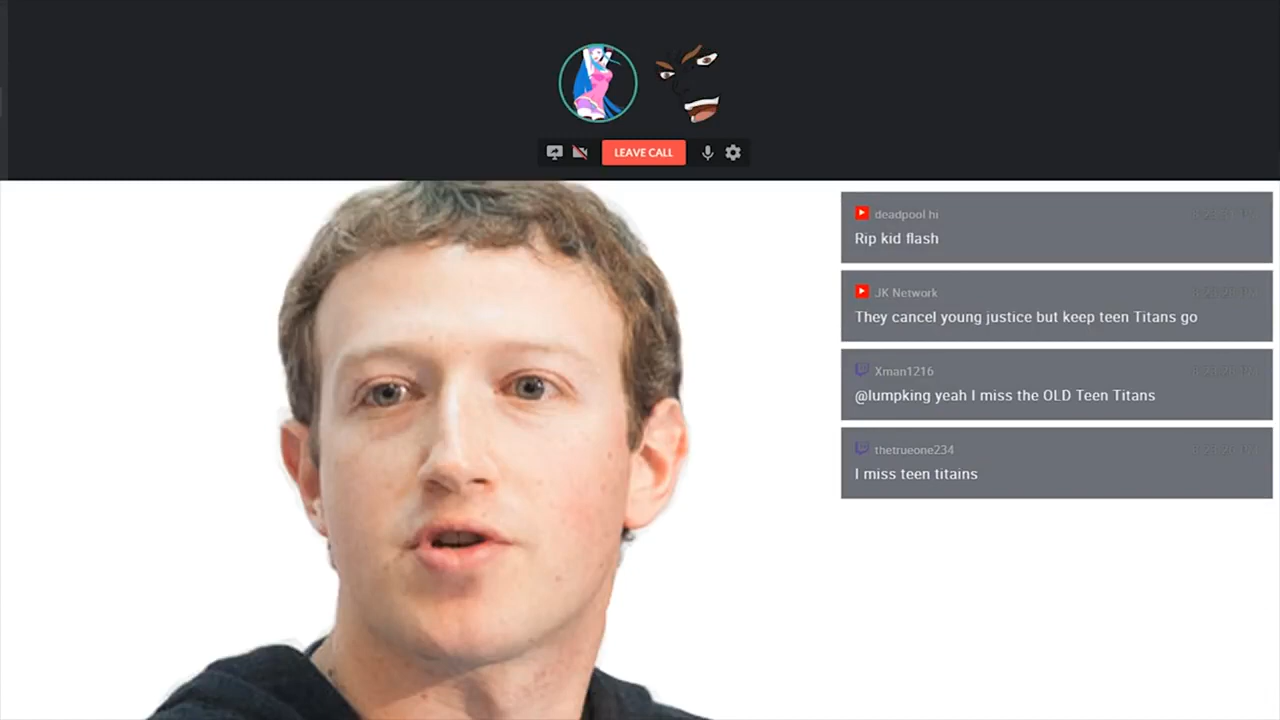 LEAVE CALL
deadpool hi
Rip kid flash
JK Network
They cancel young justice but keep teen Titans go
Xman1216
@lumpking yeah I miss the OLD Teen Titans
thetrueone234
I miss teen titains